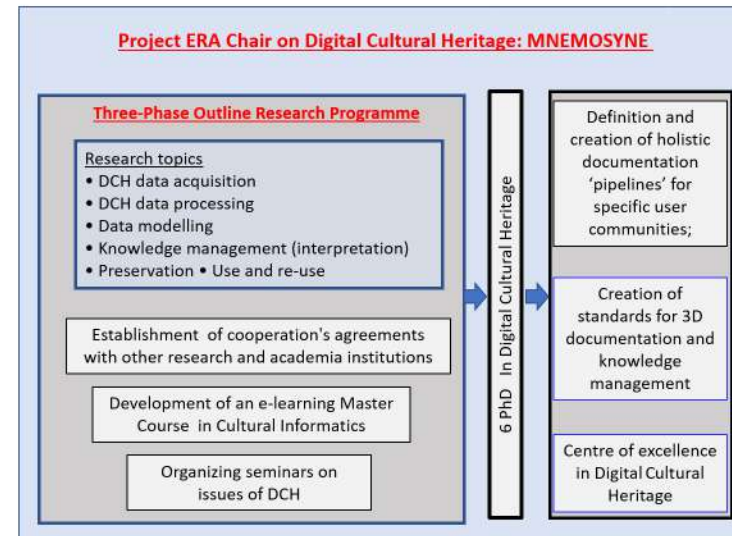 Project ERA Chair on Digital Cultural Heritage: MNEMOSYNE
Three-Phase Outline Research Programme
Research topics
• DCH data acquisition
• DCH data processing
• Data modelling
• Knowledge management (interpretation)
• Preservation • Use and re-use
Establishment of cooperation's agreements
with other research and academia institutions
Development of an e-learning Master
Course in Cultural Informatics
Organizing seminars on
issues of DCH
6 PhD In Digital Cultural Heritage
Definition and
creation of holistic
documentation
‘pipelines’ for
specific user
communities;
Creation of
standards for 3D
documentation and
knowledge
management
Centre of excellence
in Digital Cultural
Heritage